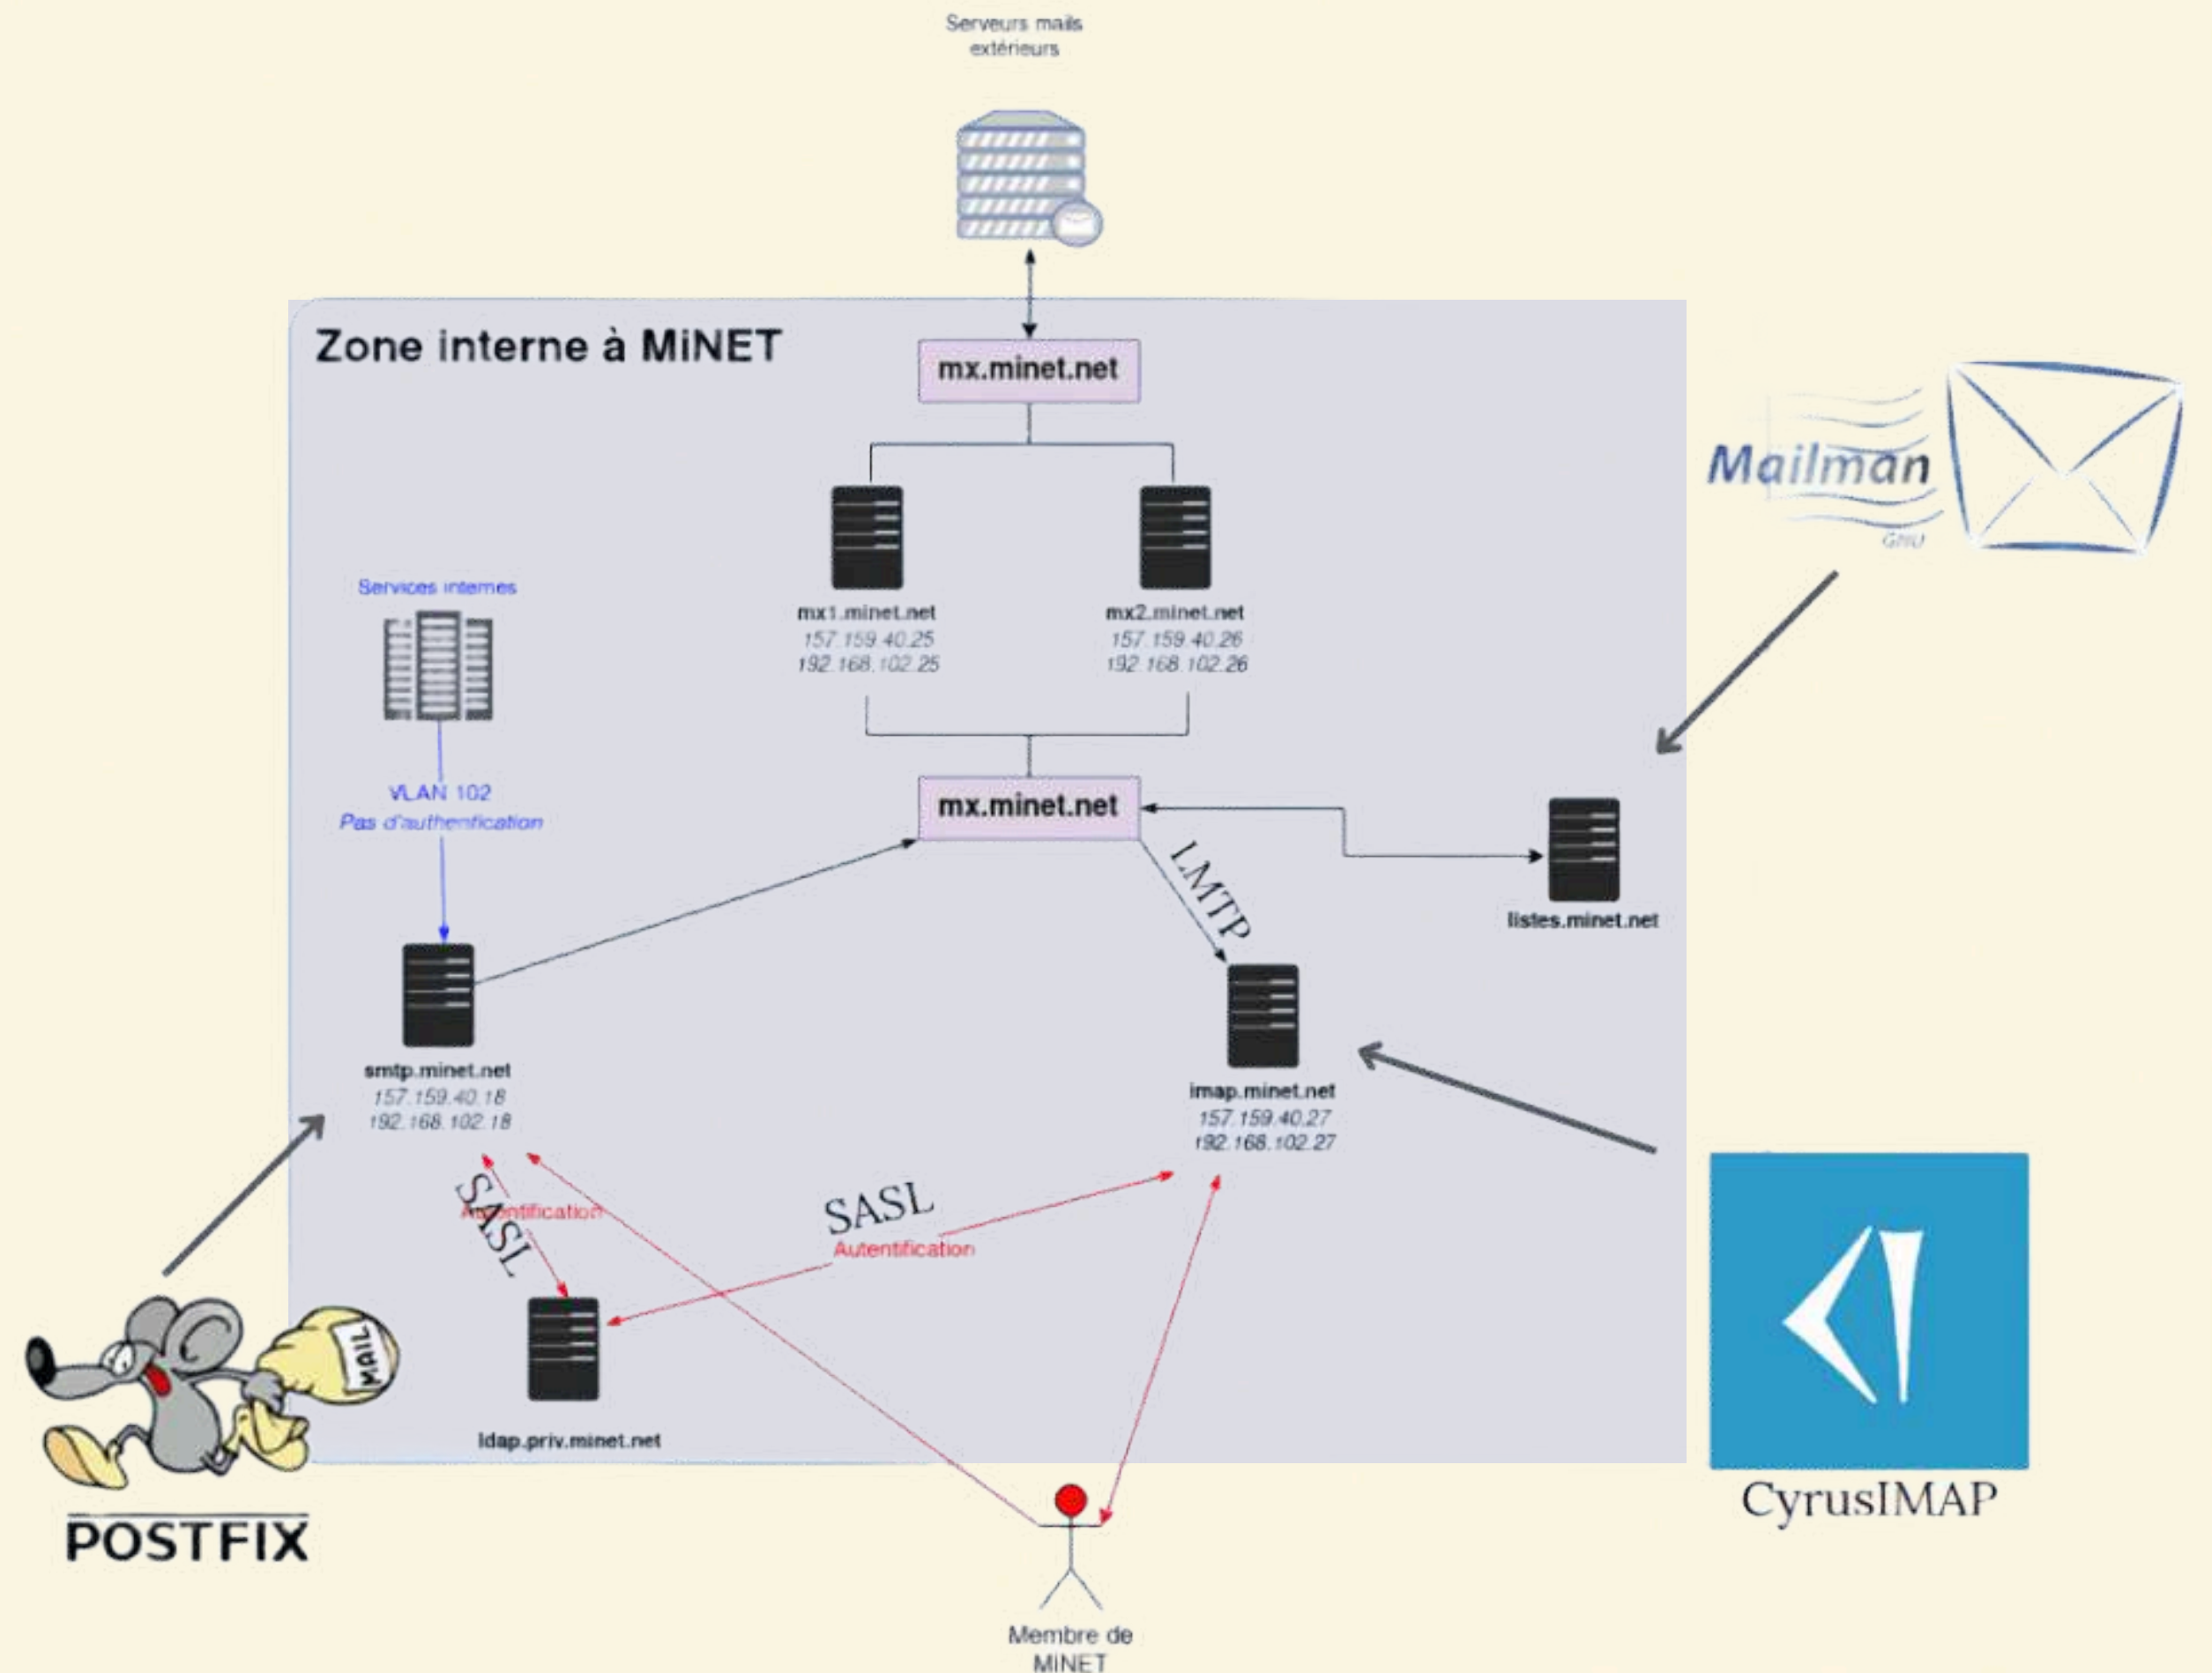 Serveurs mails
extérieurs
Zone interne à MiNET
mx.minet.net
Mailman
GNU
Services internes
mx1.minet.net
157.159.40.25
192.168.102.25
mx2.minet.net
157.159.40.26
192.168.102.26
VLAN 102
Pas d'authentification
mx.minet.net
LMTP
listes.minet.net
smtp.minet.net
157.159.40.18
192.168.102.18
imap.minet.net
157.159.40.27
192.168.102.27
SASL
Autentification
SASL
Autentification
MAIL
ldap.priv.minet.net
POSTFIX
CyrusIMAP
Membre de
MiNET